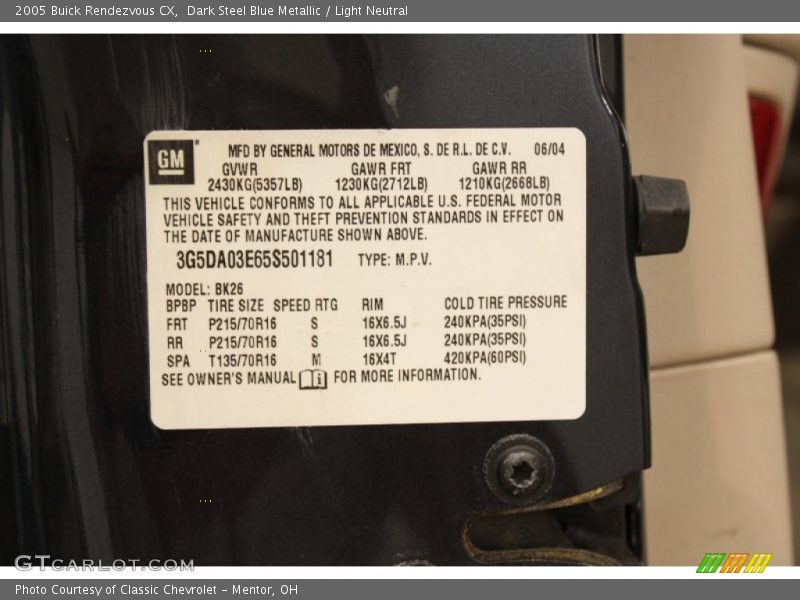 2005 Buick Rendezvous CX, Dark Steel Blue Metallic / Light Neutral
GM
MFD BY GENERAL MOTORS DE MEXICO, S. DE R.L. DE C.V. 06/04
GVWR GAWR FRT GAWR RR
2430KG(5357LB) 1230KG(2712LB) 1210KG(2668LB)
THIS VEHICLE CONFORMS TO ALL APPLICABLE U.S. FEDERAL MOTOR
VEHICLE SAFETY AND THEFT PREVENTION STANDARDS IN EFFECT ON
THE DATE OF MANUFACTURE SHOWN ABOVE.
3G5DA03E65S501181 TYPE: M.P.V.
MODEL: BK26
BPBP TIRE SIZE SPEED RTG RIM COLD TIRE PRESSURE
FRT P215/70R16 S 16X6.5J 240KPA(35PSI)
RR P215/70R16 S 16X6.5J 240KPA(35PSI)
SPA T135/70R16 M 16X4T 420KPA(60PSI)
SEE OWNER'S MANUAL FOR MORE INFORMATION.
GTCARLOT.COM
Photo Courtesy of Classic Chevrolet - Mentor, OH